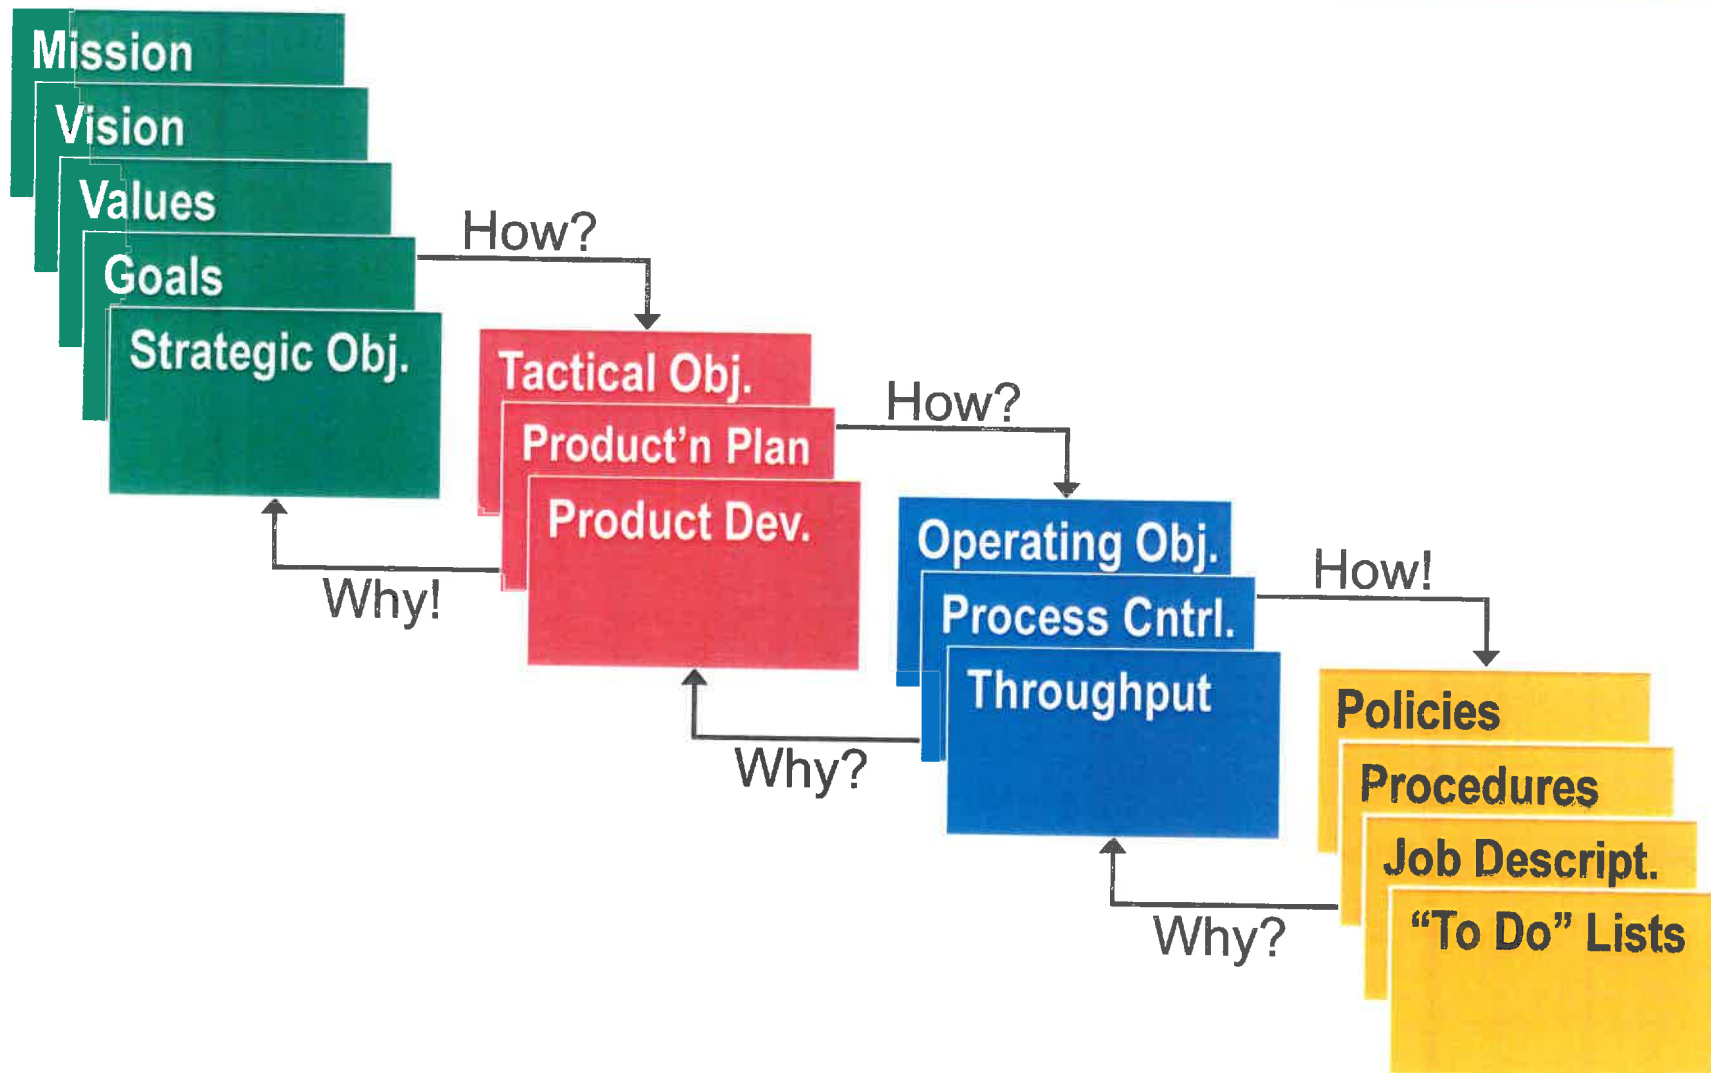 Mission
Vision
Values
Goals
Strategic Obj.
How?
Tactical Obj.
Product’n Plan
Product Dev.
Why!
How?
Operating Obj.
Process Cntrl.
Throughput
Why?
How!
Policies
Procedures
Job Descript.
“To Do” Lists
Why?